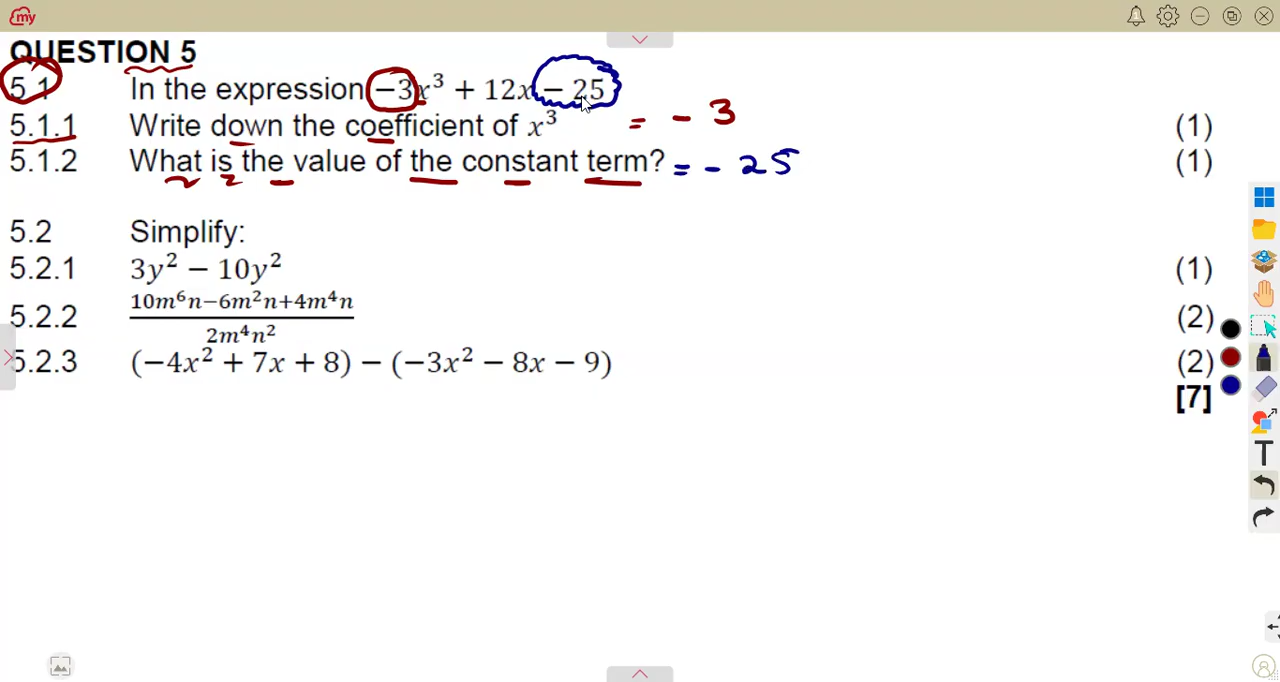 my
QUESTION 5
5.1 In the expression −3x³ + 12x − 25
5.1.1 Write down the coefficient of x³ = - 3 (1)
5.1.2 What is the value of the constant term? = - 25 (1)
5.2 Simplify:
5.2.1 3y² − 10y² (1)
5.2.2 (10m⁶n−6m²n+4m⁴n)/(2m⁴n²) (2)
5.2.3 (−4x² + 7x + 8) − (−3x² − 8x − 9) (2)
[7]
T